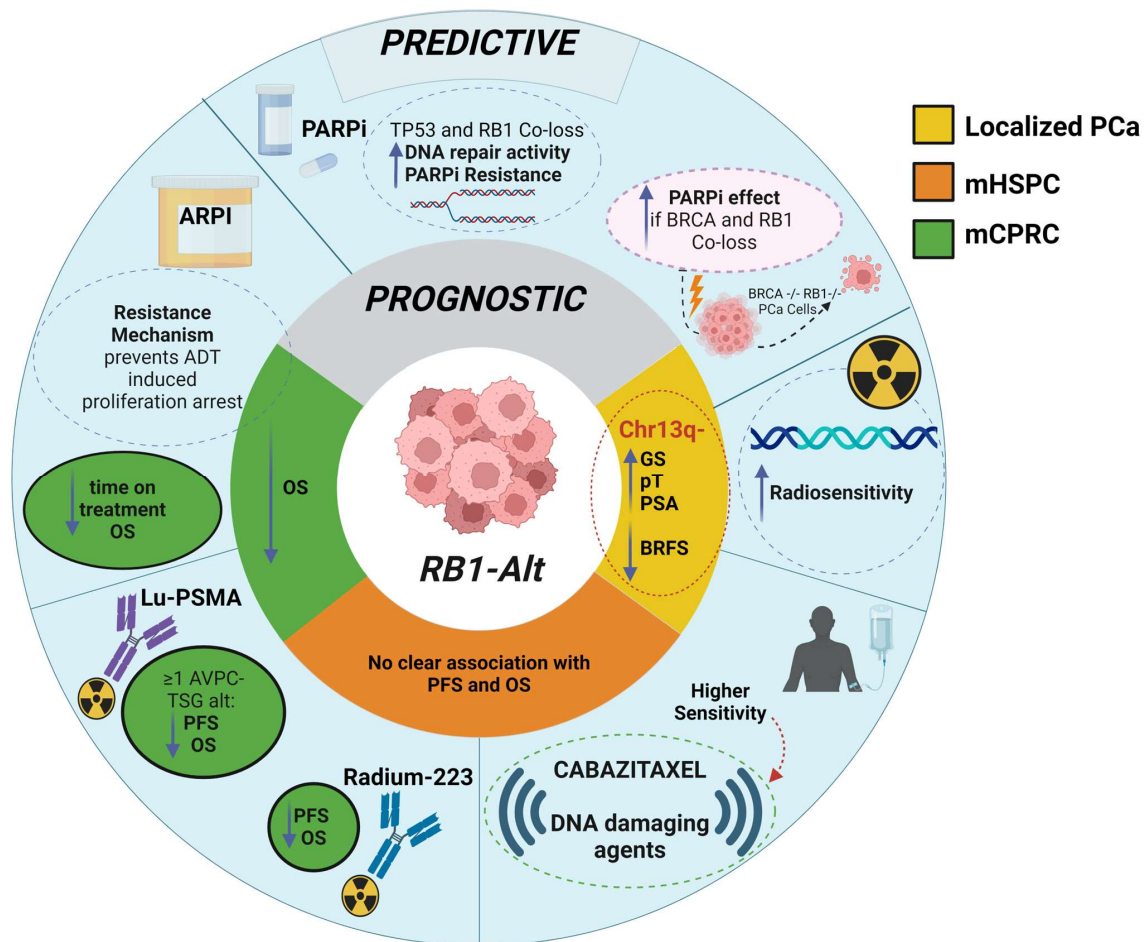 PREDICTIVE
PARPi
TP53 and RB1 Co-loss
DNA repair activity
PARPi Resistance
PARPi effect
if BRCA and RB1
Co-loss
BRCA -/- RB1-/-
PCa Cells
Localized PCa
mHSPC
mCPRC
ARPI
Resistance
Mechanism
prevents ADT
induced
proliferation arrest
time on
treatment
OS
PROGNOSTIC
OS
Chr13q-
GS
pT
PSA
BRFS
RB1-Alt
No clear association with
PFS and OS
Radiosensitivity
Lu-PSMA
≥1 AVPC-
TSG alt:
PFS
OS
Radium-223
PFS
OS
Higher
Sensitivity
CABAZITAXEL
DNA damaging
agents